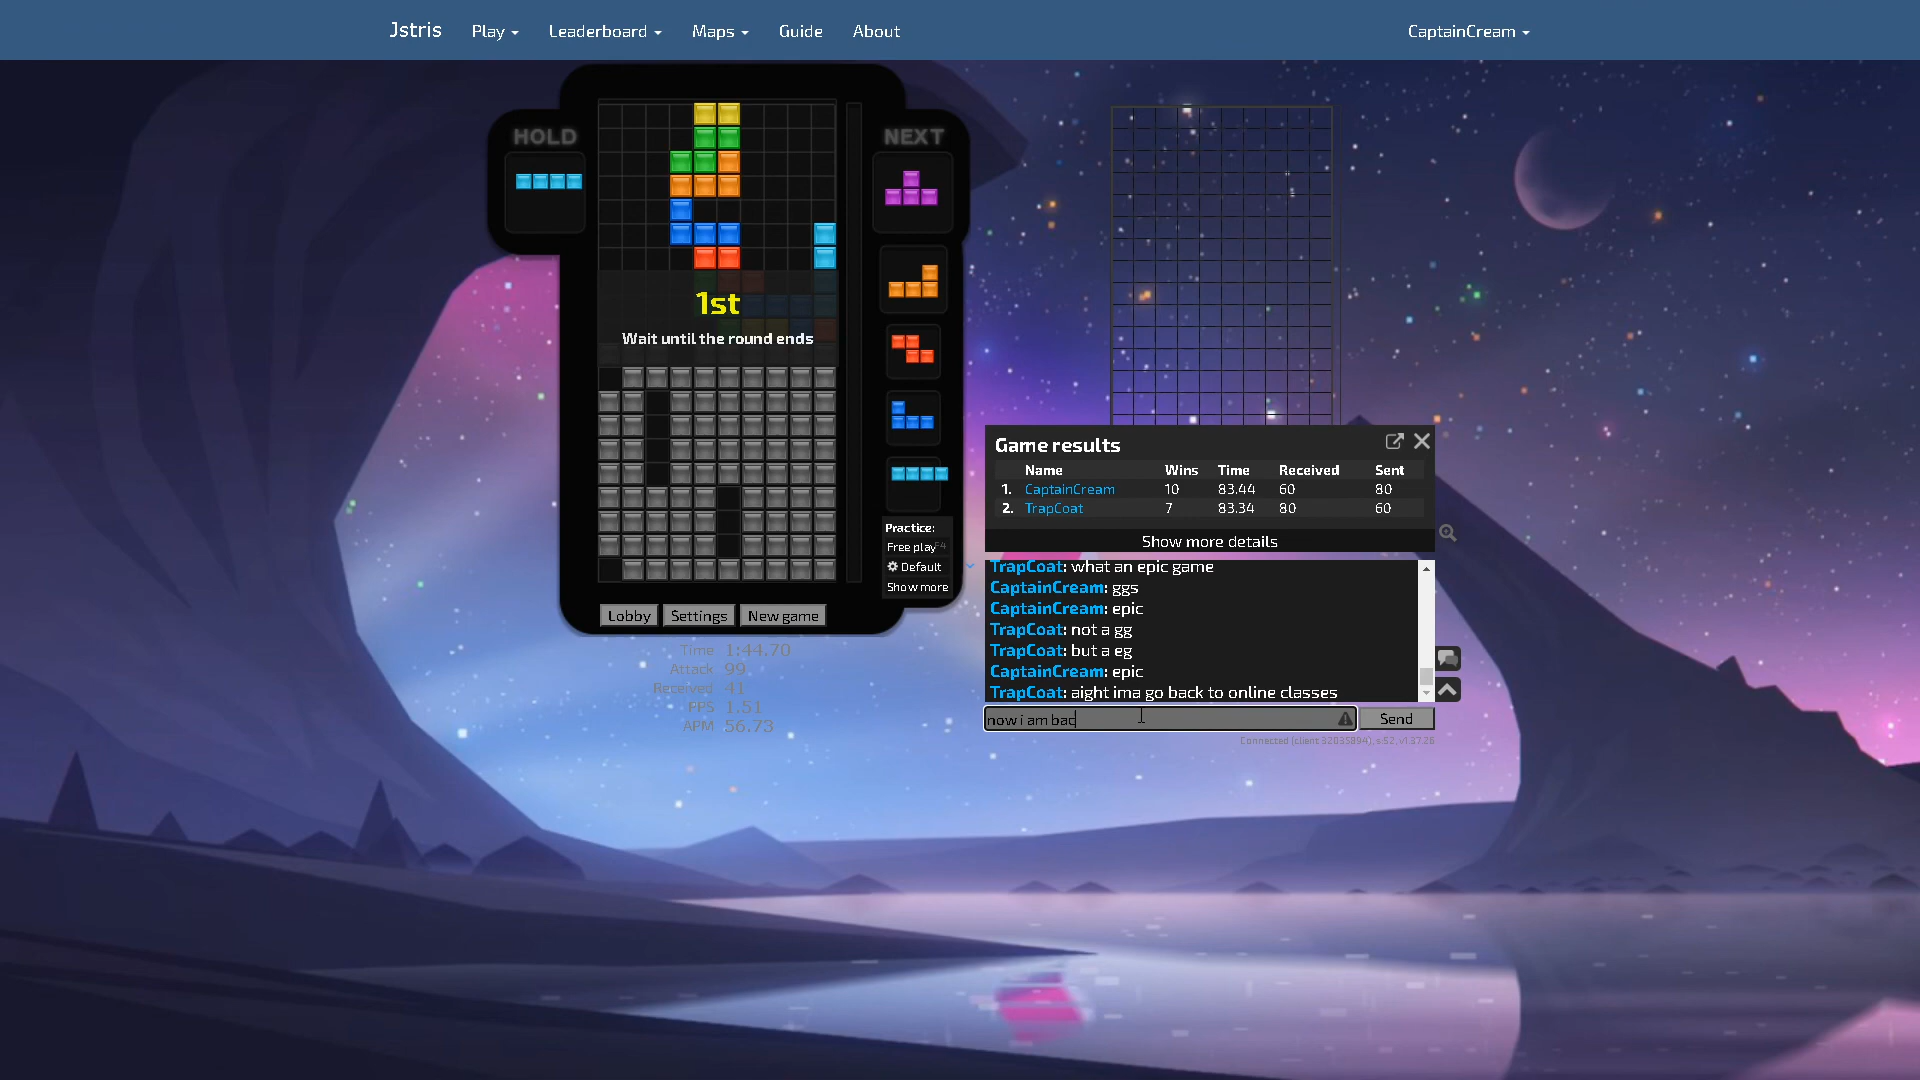 Jstris Play Leaderboard Maps Guide About CaptainCream
HOLD
NEXT
1st
Wait until the round ends
Practice:
Free play F4
Default
Show more
Lobby Settings New game
Time 1:44.70
Attack 99
Received 41
PPS 1.51
APM 56.73
Game results
Name Wins Time Received Sent
1. CaptainCream 10 83.44 60 80
2. TrapCoat 7 83.34 80 60
Show more details
TrapCoat: what an epic game
CaptainCream: ggs
CaptainCream: epic
TrapCoat: not a gg
TrapCoat: but a eg
CaptainCream: epic
TrapCoat: aight ima go back to online classes
now i am bac
Send